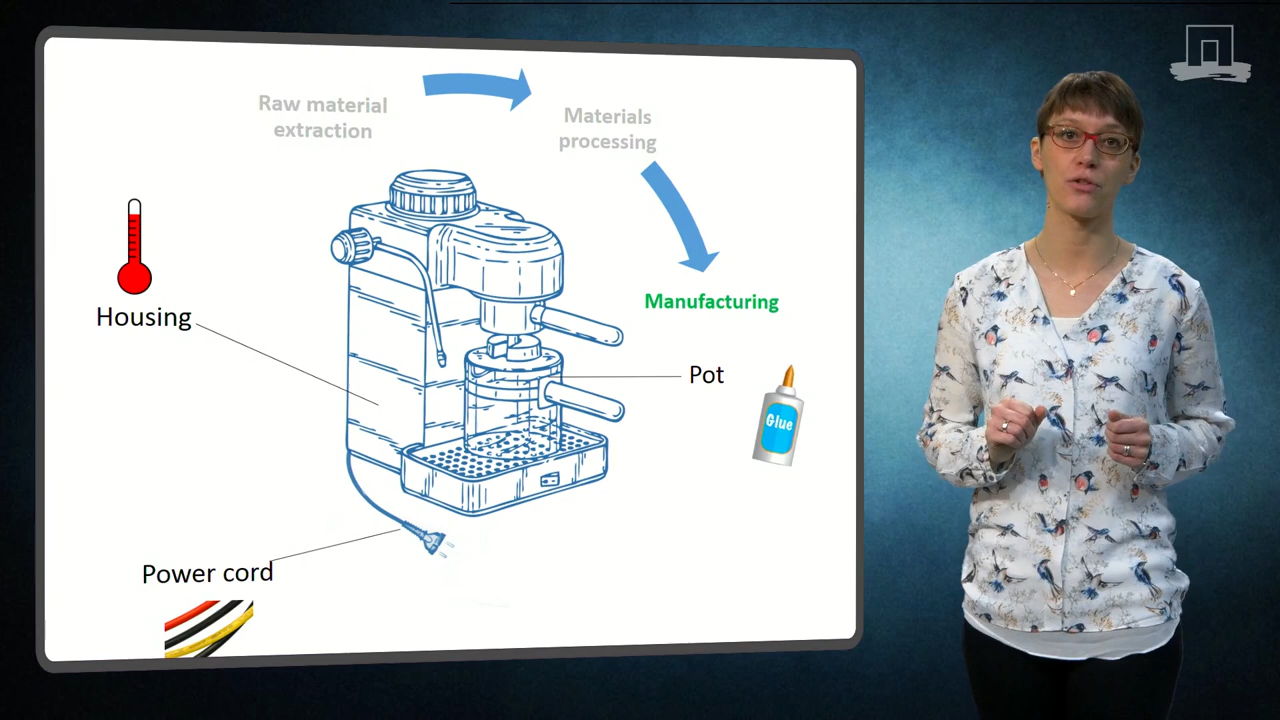 Raw material
extraction
Materials
processing
Manufacturing
Housing
Pot
Glue
Power cord